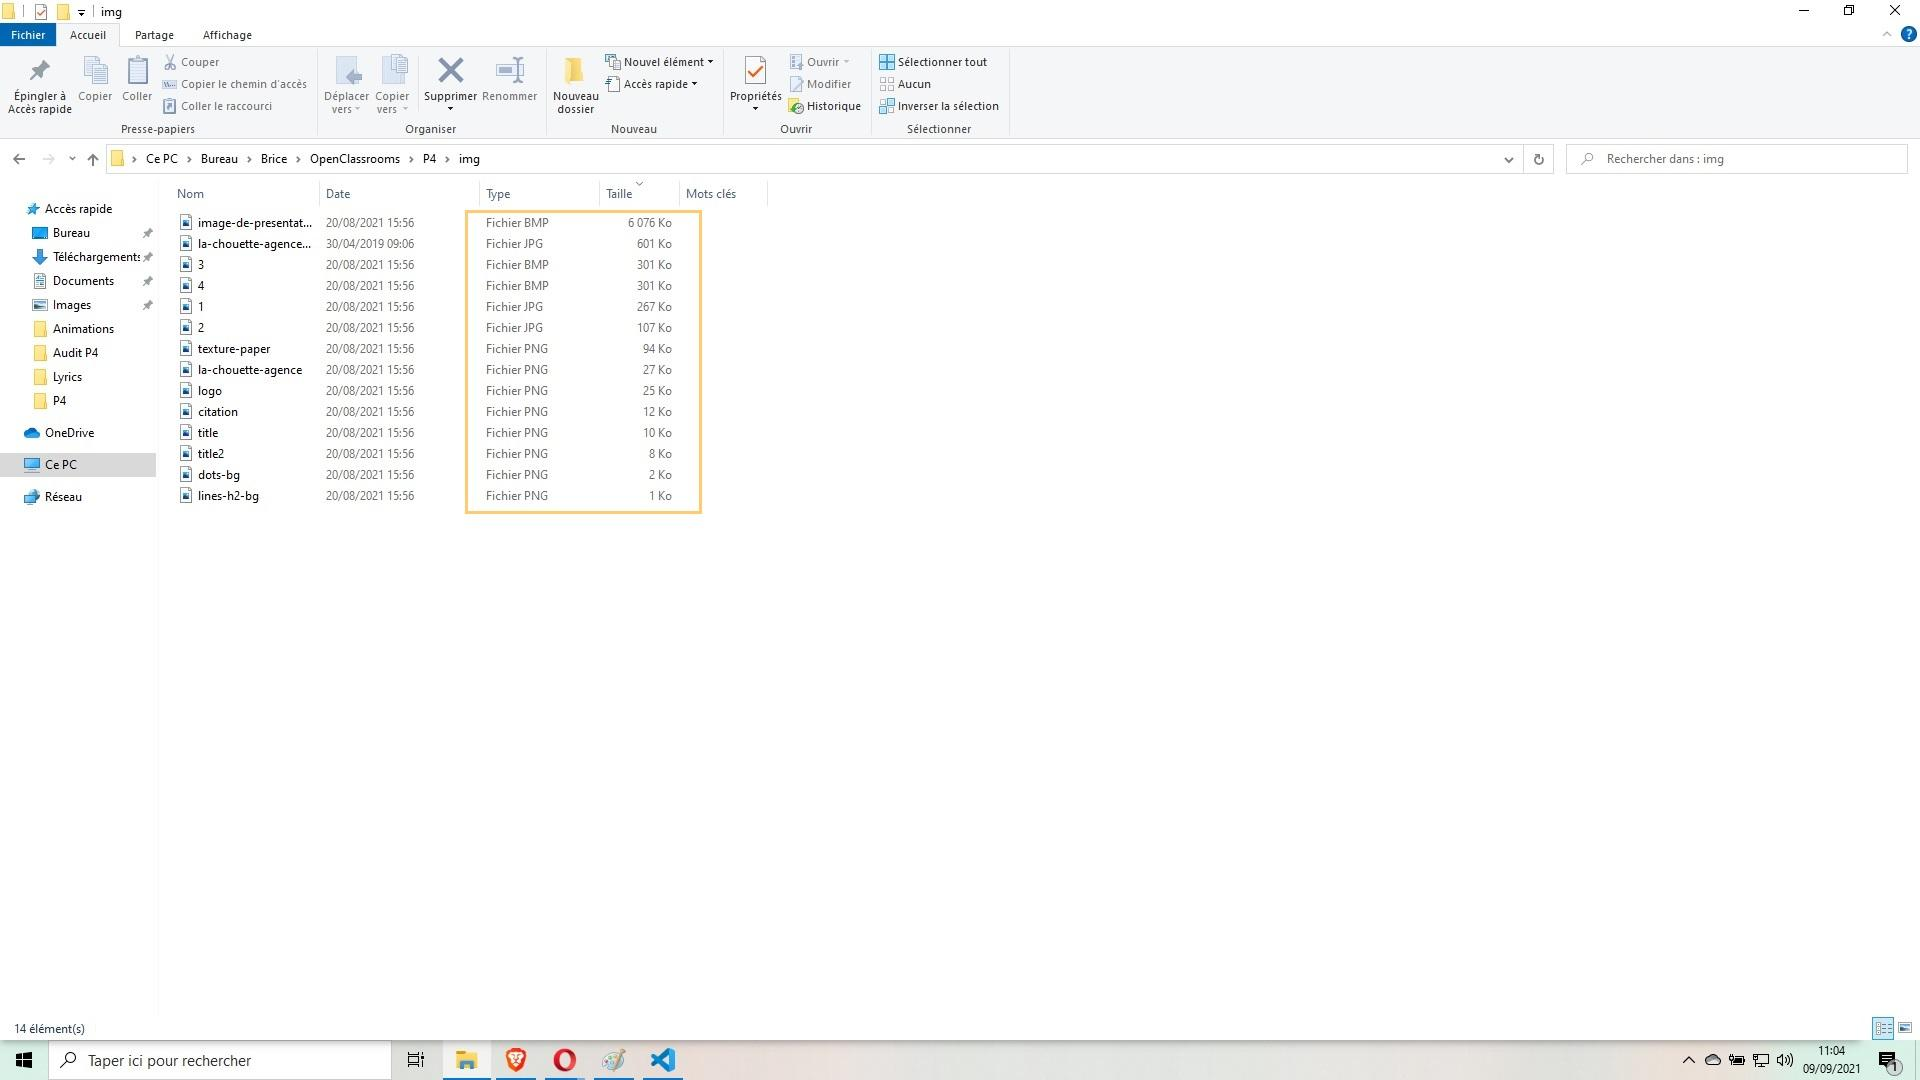 img
Fichier Accueil Partage Affichage
Épingler à Accès rapide
Copier
Coller
Couper
Copier le chemin d'accès
Coller le raccourci
Presse-papiers
Déplacer vers
Copier vers
Supprimer
Renommer
Organiser
Nouveau dossier
Nouvel élément
Accès rapide
Nouveau
Propriétés
Ouvrir
Modifier
Historique
Ouvrir
Sélectionner tout
Aucun
Inverser la sélection
Sélectionner
Ce PC > Bureau > Brice > OpenClassrooms > P4 > img
Rechercher dans : img
Accès rapide
Bureau
Téléchargements
Documents
Images
Animations
Audit P4
Lyrics
P4
OneDrive
Ce PC
Réseau
Nom Date Type Taille Mots clés
image-de-presentat... 20/08/2021 15:56 Fichier BMP 6 076 Ko
la-chouette-agence... 30/04/2019 09:06 Fichier JPG 601 Ko
3 20/08/2021 15:56 Fichier BMP 301 Ko
4 20/08/2021 15:56 Fichier BMP 301 Ko
1 20/08/2021 15:56 Fichier JPG 267 Ko
2 20/08/2021 15:56 Fichier JPG 107 Ko
texture-paper 20/08/2021 15:56 Fichier PNG 94 Ko
la-chouette-agence 20/08/2021 15:56 Fichier PNG 27 Ko
logo 20/08/2021 15:56 Fichier PNG 25 Ko
citation 20/08/2021 15:56 Fichier PNG 12 Ko
title 20/08/2021 15:56 Fichier PNG 10 Ko
title2 20/08/2021 15:56 Fichier PNG 8 Ko
dots-bg 20/08/2021 15:56 Fichier PNG 2 Ko
lines-h2-bg 20/08/2021 15:56 Fichier PNG 1 Ko
14 élément(s)
Taper ici pour rechercher
11:04
09/09/2021
1